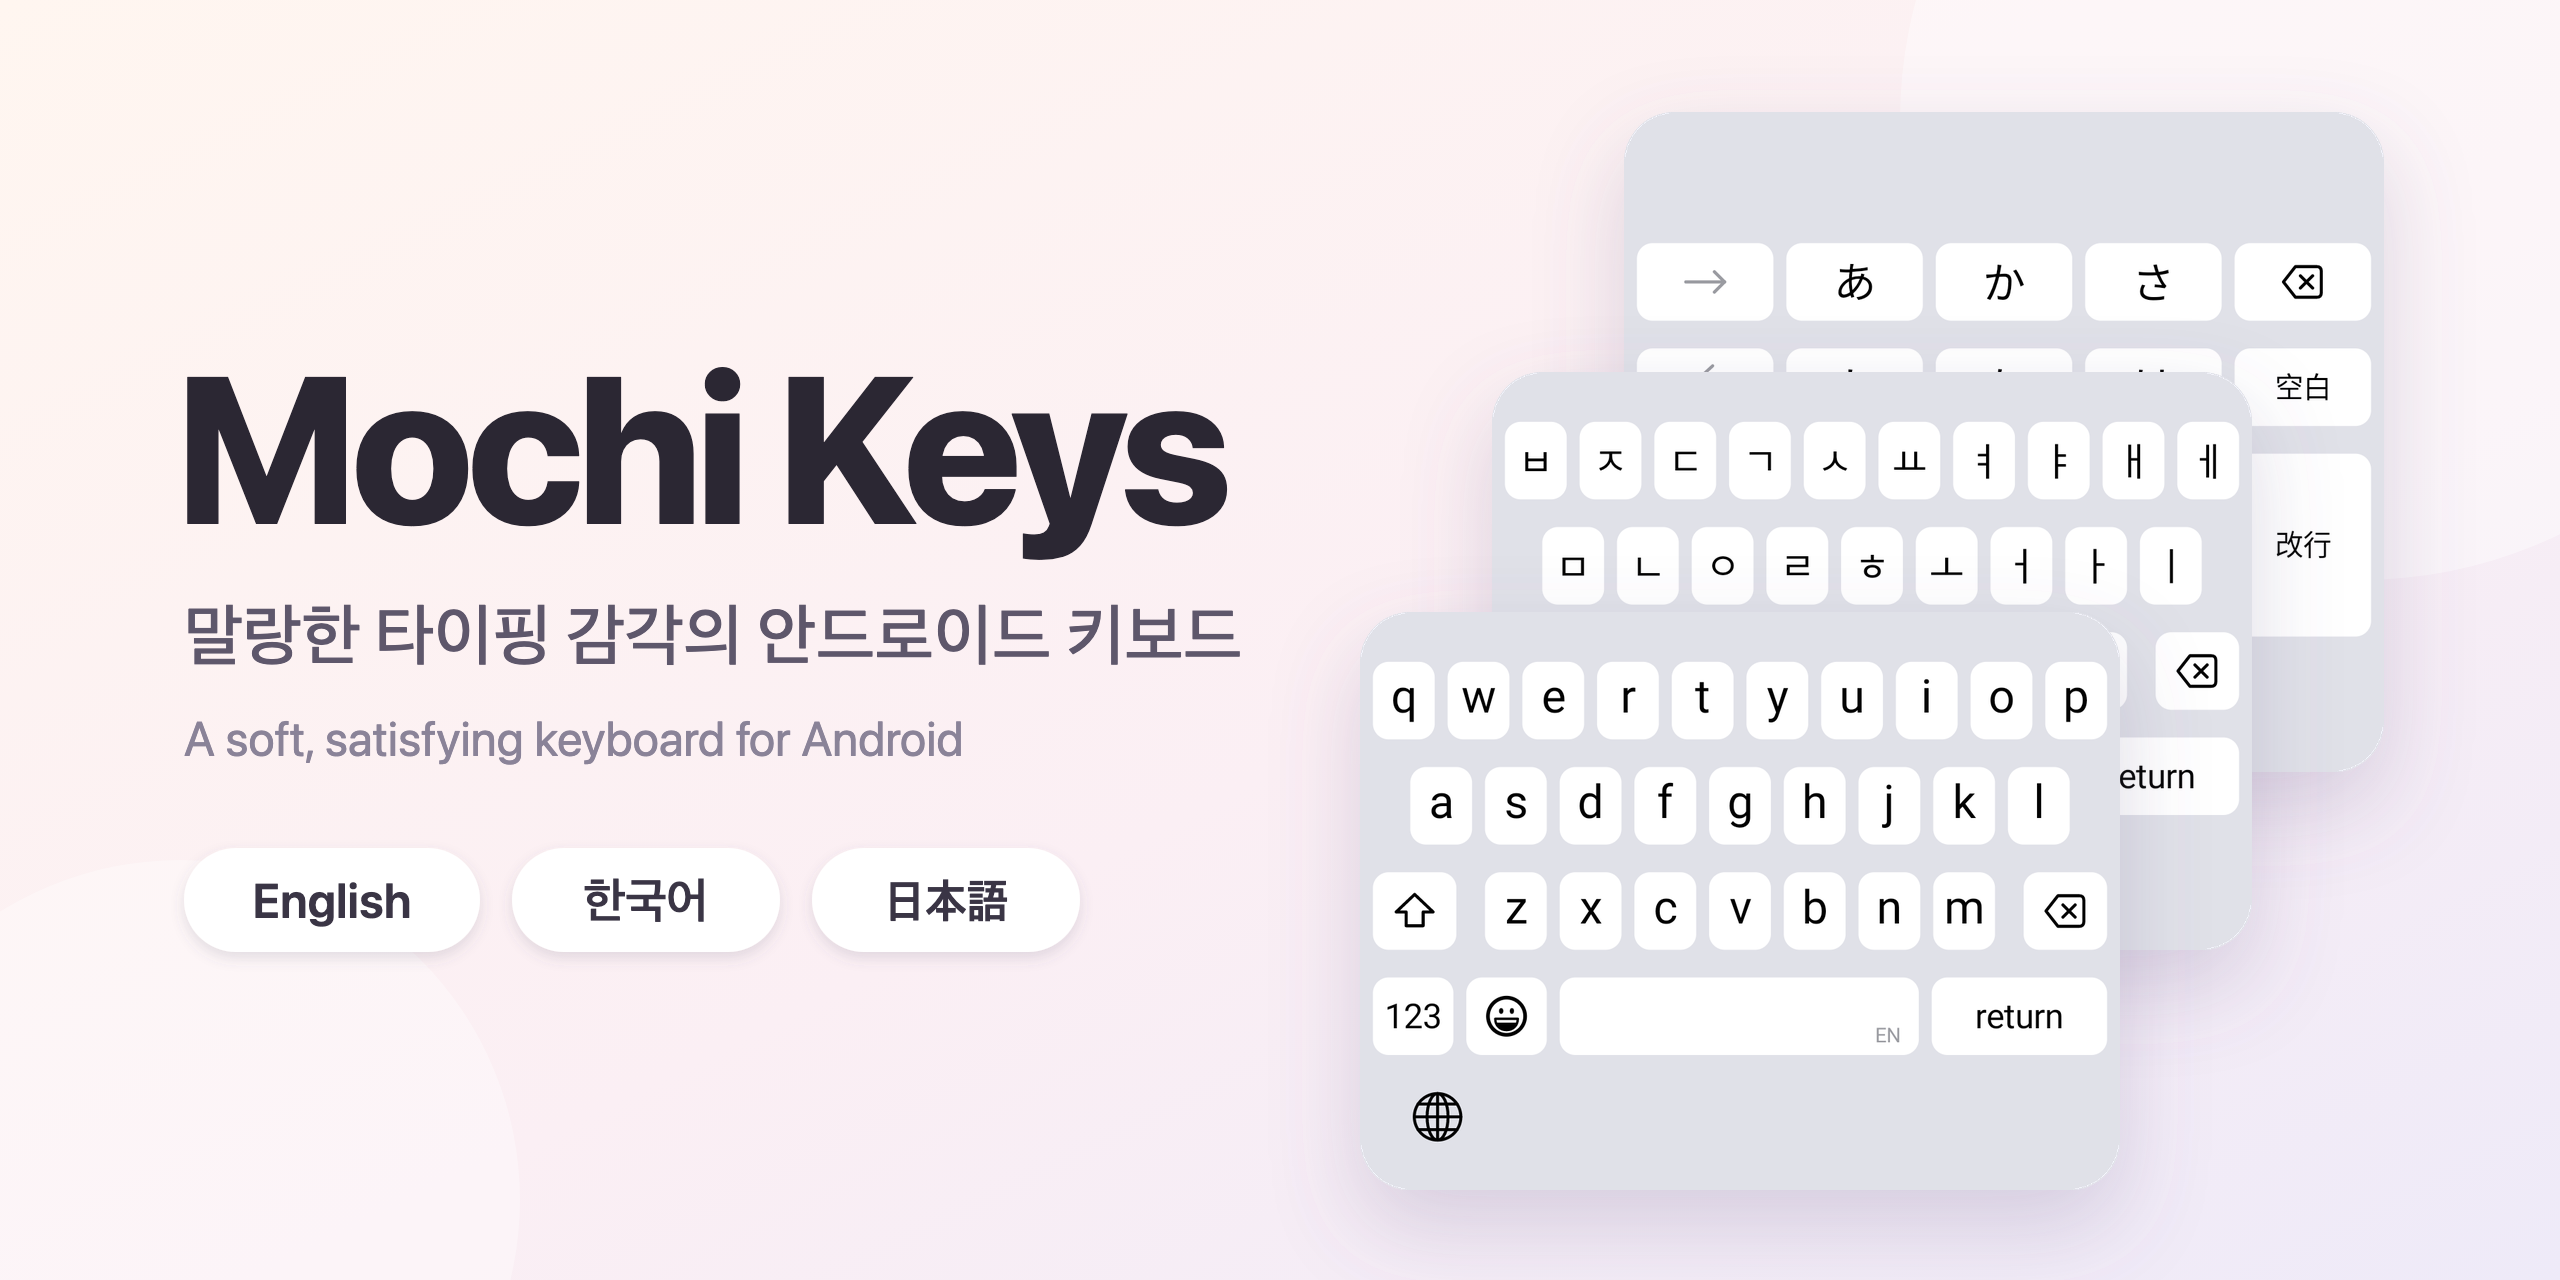 Mochi Keys
말랑한 타이핑 감각의 안드로이드 키보드
A soft, satisfying keyboard for Android
English 한국어 日本語
→ あ か さ
空白
改行
ㅂ ㅈ ㄷ ㄱ ㅅ ㅛ ㅕ ㅑ ㅐ ㅔ
ㅁ ㄴ ㅇ ㄹ ㅎ ㅗ ㅓ ㅏ ㅣ
eturn
q w e r t y u i o p
a s d f g h j k l
z x c v b n m
123 EN return